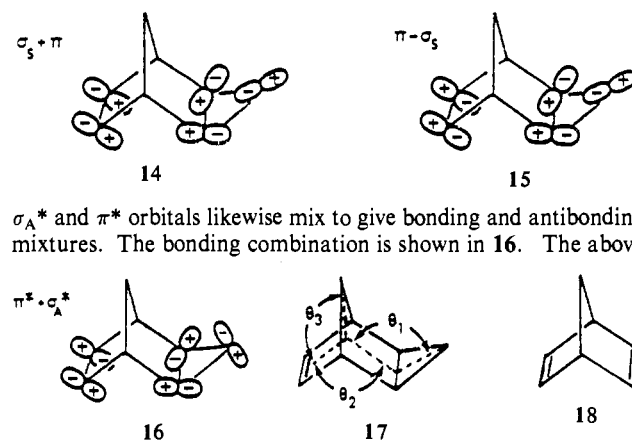 σS + π
π - σS
- + - + + - + - + - +
- + - + + - + - + - +
14
15
σA* and π* orbitals likewise mix to give bonding and antibondin
mixtures. The bonding combination is shown in 16. The above
π* + σA*
θ3 θ1
θ2
16
17
18